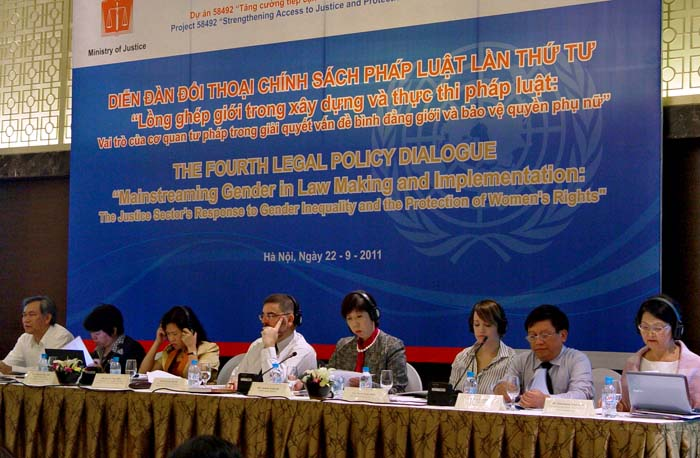 Dự án 58492 "Tăng cường tiếp cận
Project 58492 "Strengthening Access to Justice and Protec
Ministry of Justice
DIỄN ĐÀN ĐỐI THOẠI CHÍNH SÁCH PHÁP LUẬT LẦN THỨ TƯ
"Lồng ghép giới trong xây dựng và thực thi pháp luật:
Vai trò của cơ quan tư pháp trong giải quyết vấn đề bình đẳng giới và bảo vệ quyền phụ nữ"
THE FOURTH LEGAL POLICY DIALOGUE
"Mainstreaming Gender in Law Making and Implementation:
The Justice Sector's Response to Gender Inequality and the Protection of Women's Rights"
Hà Nội, Ngày 22 - 9 - 2011